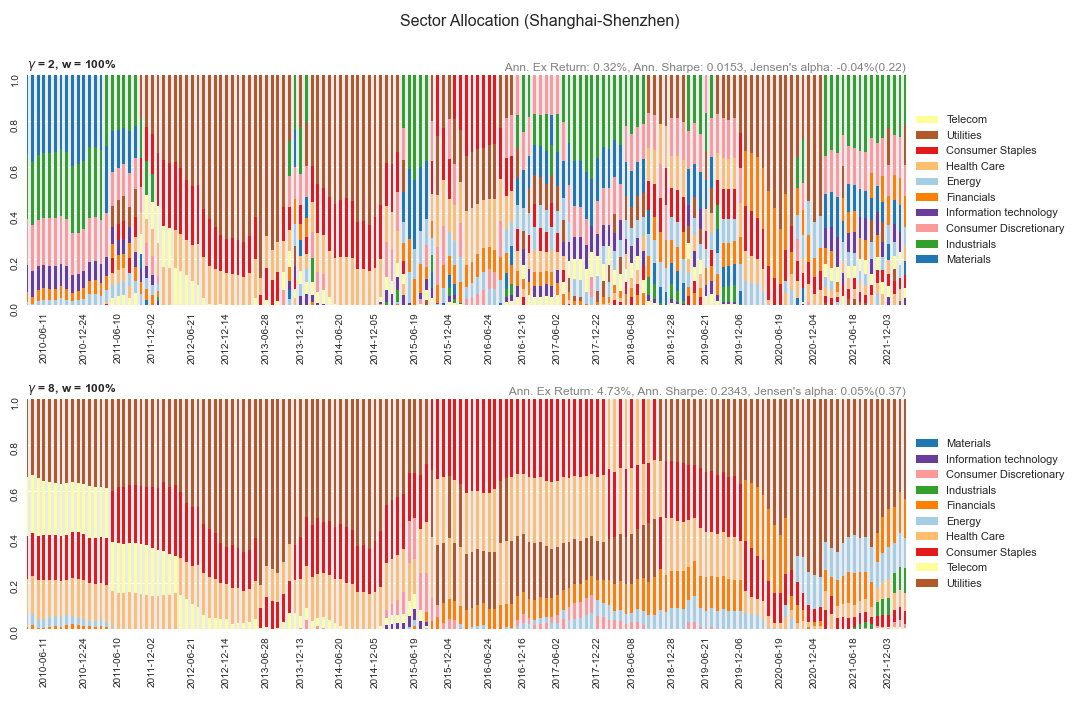 Sector Allocation (Shanghai-Shenzhen)
γ = 2, w = 100%
Ann. Ex Return: 0.32%, Ann. Sharpe: 0.0153, Jensen's alpha: -0.04%(0.22)
1.0
0.8
0.6
0.4
0.2
0.0
Telecom
Utilities
Consumer Staples
Health Care
Energy
Financials
Information technology
Consumer Discretionary
Industrials
Materials
2010-06-11
2010-12-24
2011-06-10
2011-12-02
2012-06-21
2012-12-14
2013-06-28
2013-12-13
2014-06-20
2014-12-05
2015-06-19
2015-12-04
2016-06-24
2016-12-16
2017-06-02
2017-12-22
2018-06-08
2018-12-28
2019-06-21
2019-12-06
2020-06-19
2020-12-04
2021-06-18
2021-12-03
γ = 8, w = 100%
Ann. Ex Return: 4.73%, Ann. Sharpe: 0.2343, Jensen's alpha: 0.05%(0.37)
1.0
0.8
0.6
0.4
0.2
0.0
Materials
Information technology
Consumer Discretionary
Industrials
Financials
Energy
Health Care
Consumer Staples
Telecom
Utilities
2010-06-11
2010-12-24
2011-06-10
2011-12-02
2012-06-21
2012-12-14
2013-06-28
2013-12-13
2014-06-20
2014-12-05
2015-06-19
2015-12-04
2016-06-24
2016-12-16
2017-06-02
2017-12-22
2018-06-08
2018-12-28
2019-06-21
2019-12-06
2020-06-19
2020-12-04
2021-06-18
2021-12-03